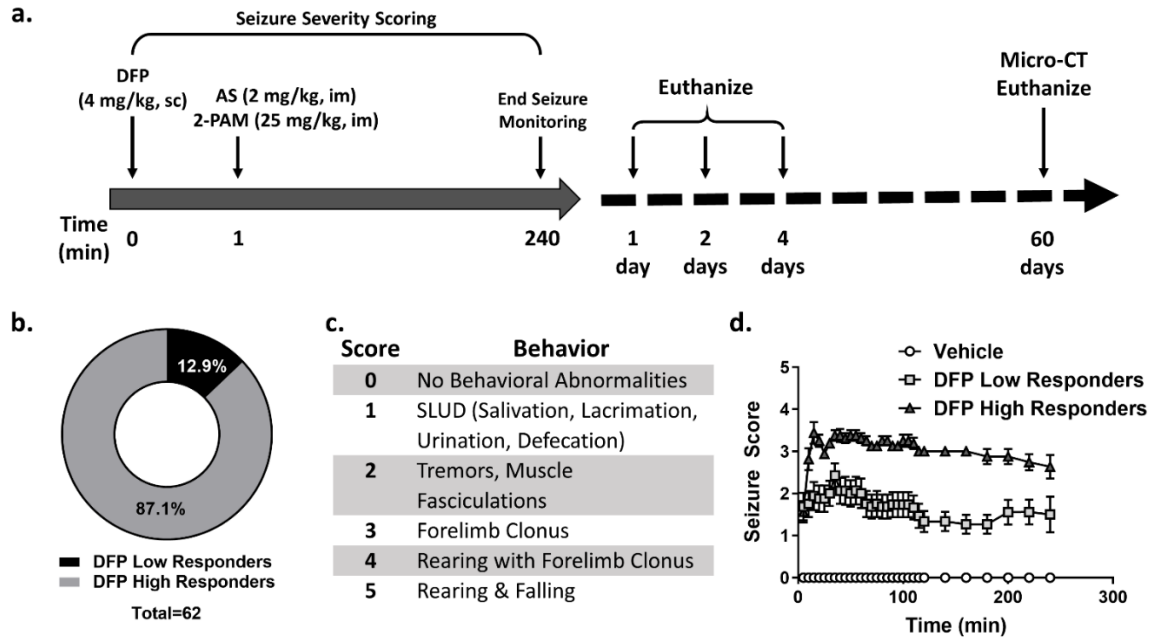 a.
Seizure Severity Scoring
DFP
(4 mg/kg, sc)
AS (2 mg/kg, im)
2-PAM (25 mg/kg, im)
End Seizure
Monitoring
Euthanize
Micro-CT
Euthanize
Time
(min)
0
1
240
1
day
2
days
4
days
60
days
b.
12.9%
87.1%
DFP Low Responders
DFP High Responders
Total=62
c.
Score Behavior
0 No Behavioral Abnormalities
1 SLUD (Salivation, Lacrimation,
Urination, Defecation)
2 Tremors, Muscle
Fasciculations
3 Forelimb Clonus
4 Rearing with Forelimb Clonus
5 Rearing & Falling
d.
Vehicle
DFP Low Responders
DFP High Responders
Seizure Score
5
4
3
2
1
0
0 100 200 300
Time (min)